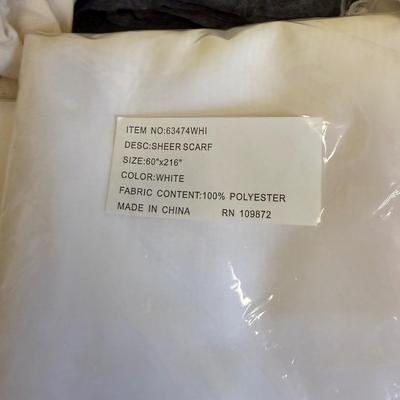 ITEM NO:63474WHI
DESC:SHEER SCARF
SIZE:60"x216"
COLOR:WHITE
FABRIC CONTENT:100% POLYESTER
MADE IN CHINA RN 109872